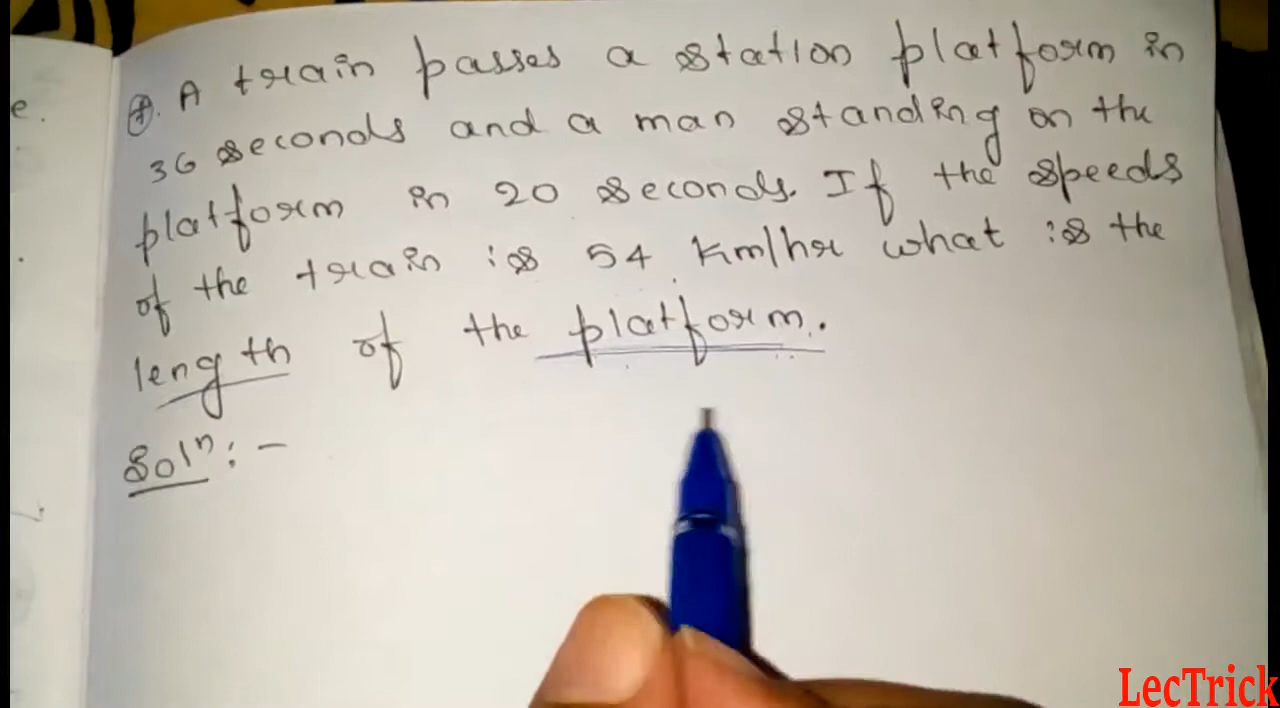 e.
(*). A train passes a station platform in
36 seconds and a man standing on the
platform in 20 seconds. If the speeds
of the train is 54 km/hr what is the
length of the platform.
Solⁿ: -
LecTrick